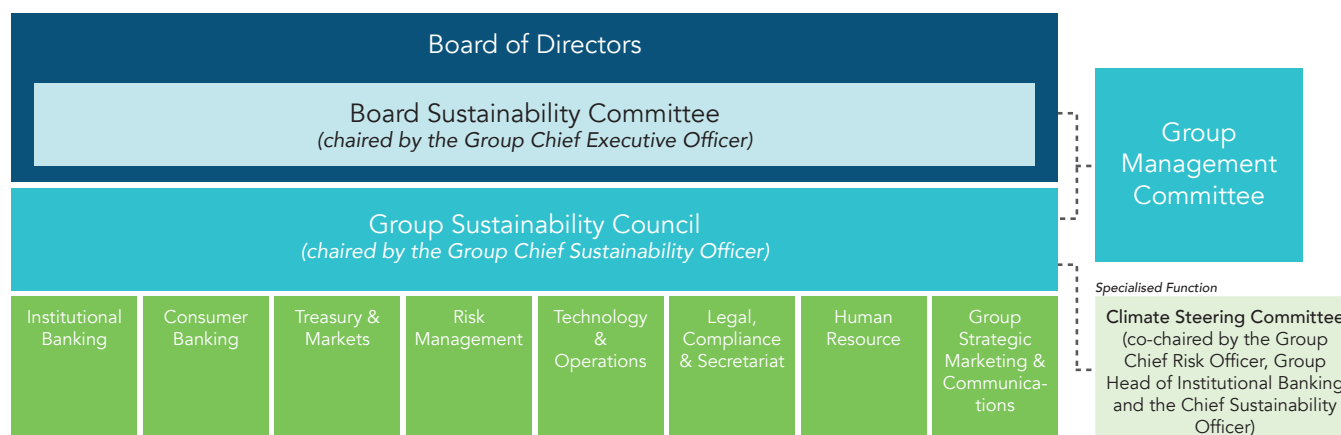 Board of Directors
Board Sustainability Committee
(chaired by the Group Chief Executive Officer)
Group
Management
Committee
Group Sustainability Council
(chaired by the Group Chief Sustainability Officer)
Institutional
Banking
Consumer
Banking
Treasury &
Markets
Risk
Management
Technology
&
Operations
Legal,
Compliance
& Secretariat
Human
Resource
Group
Strategic
Marketing &
Communica-
tions
Specialised Function
Climate Steering Committee
(co-chaired by the Group
Chief Risk Officer, Group
Head of Institutional Banking
and the Chief Sustainability
Officer)